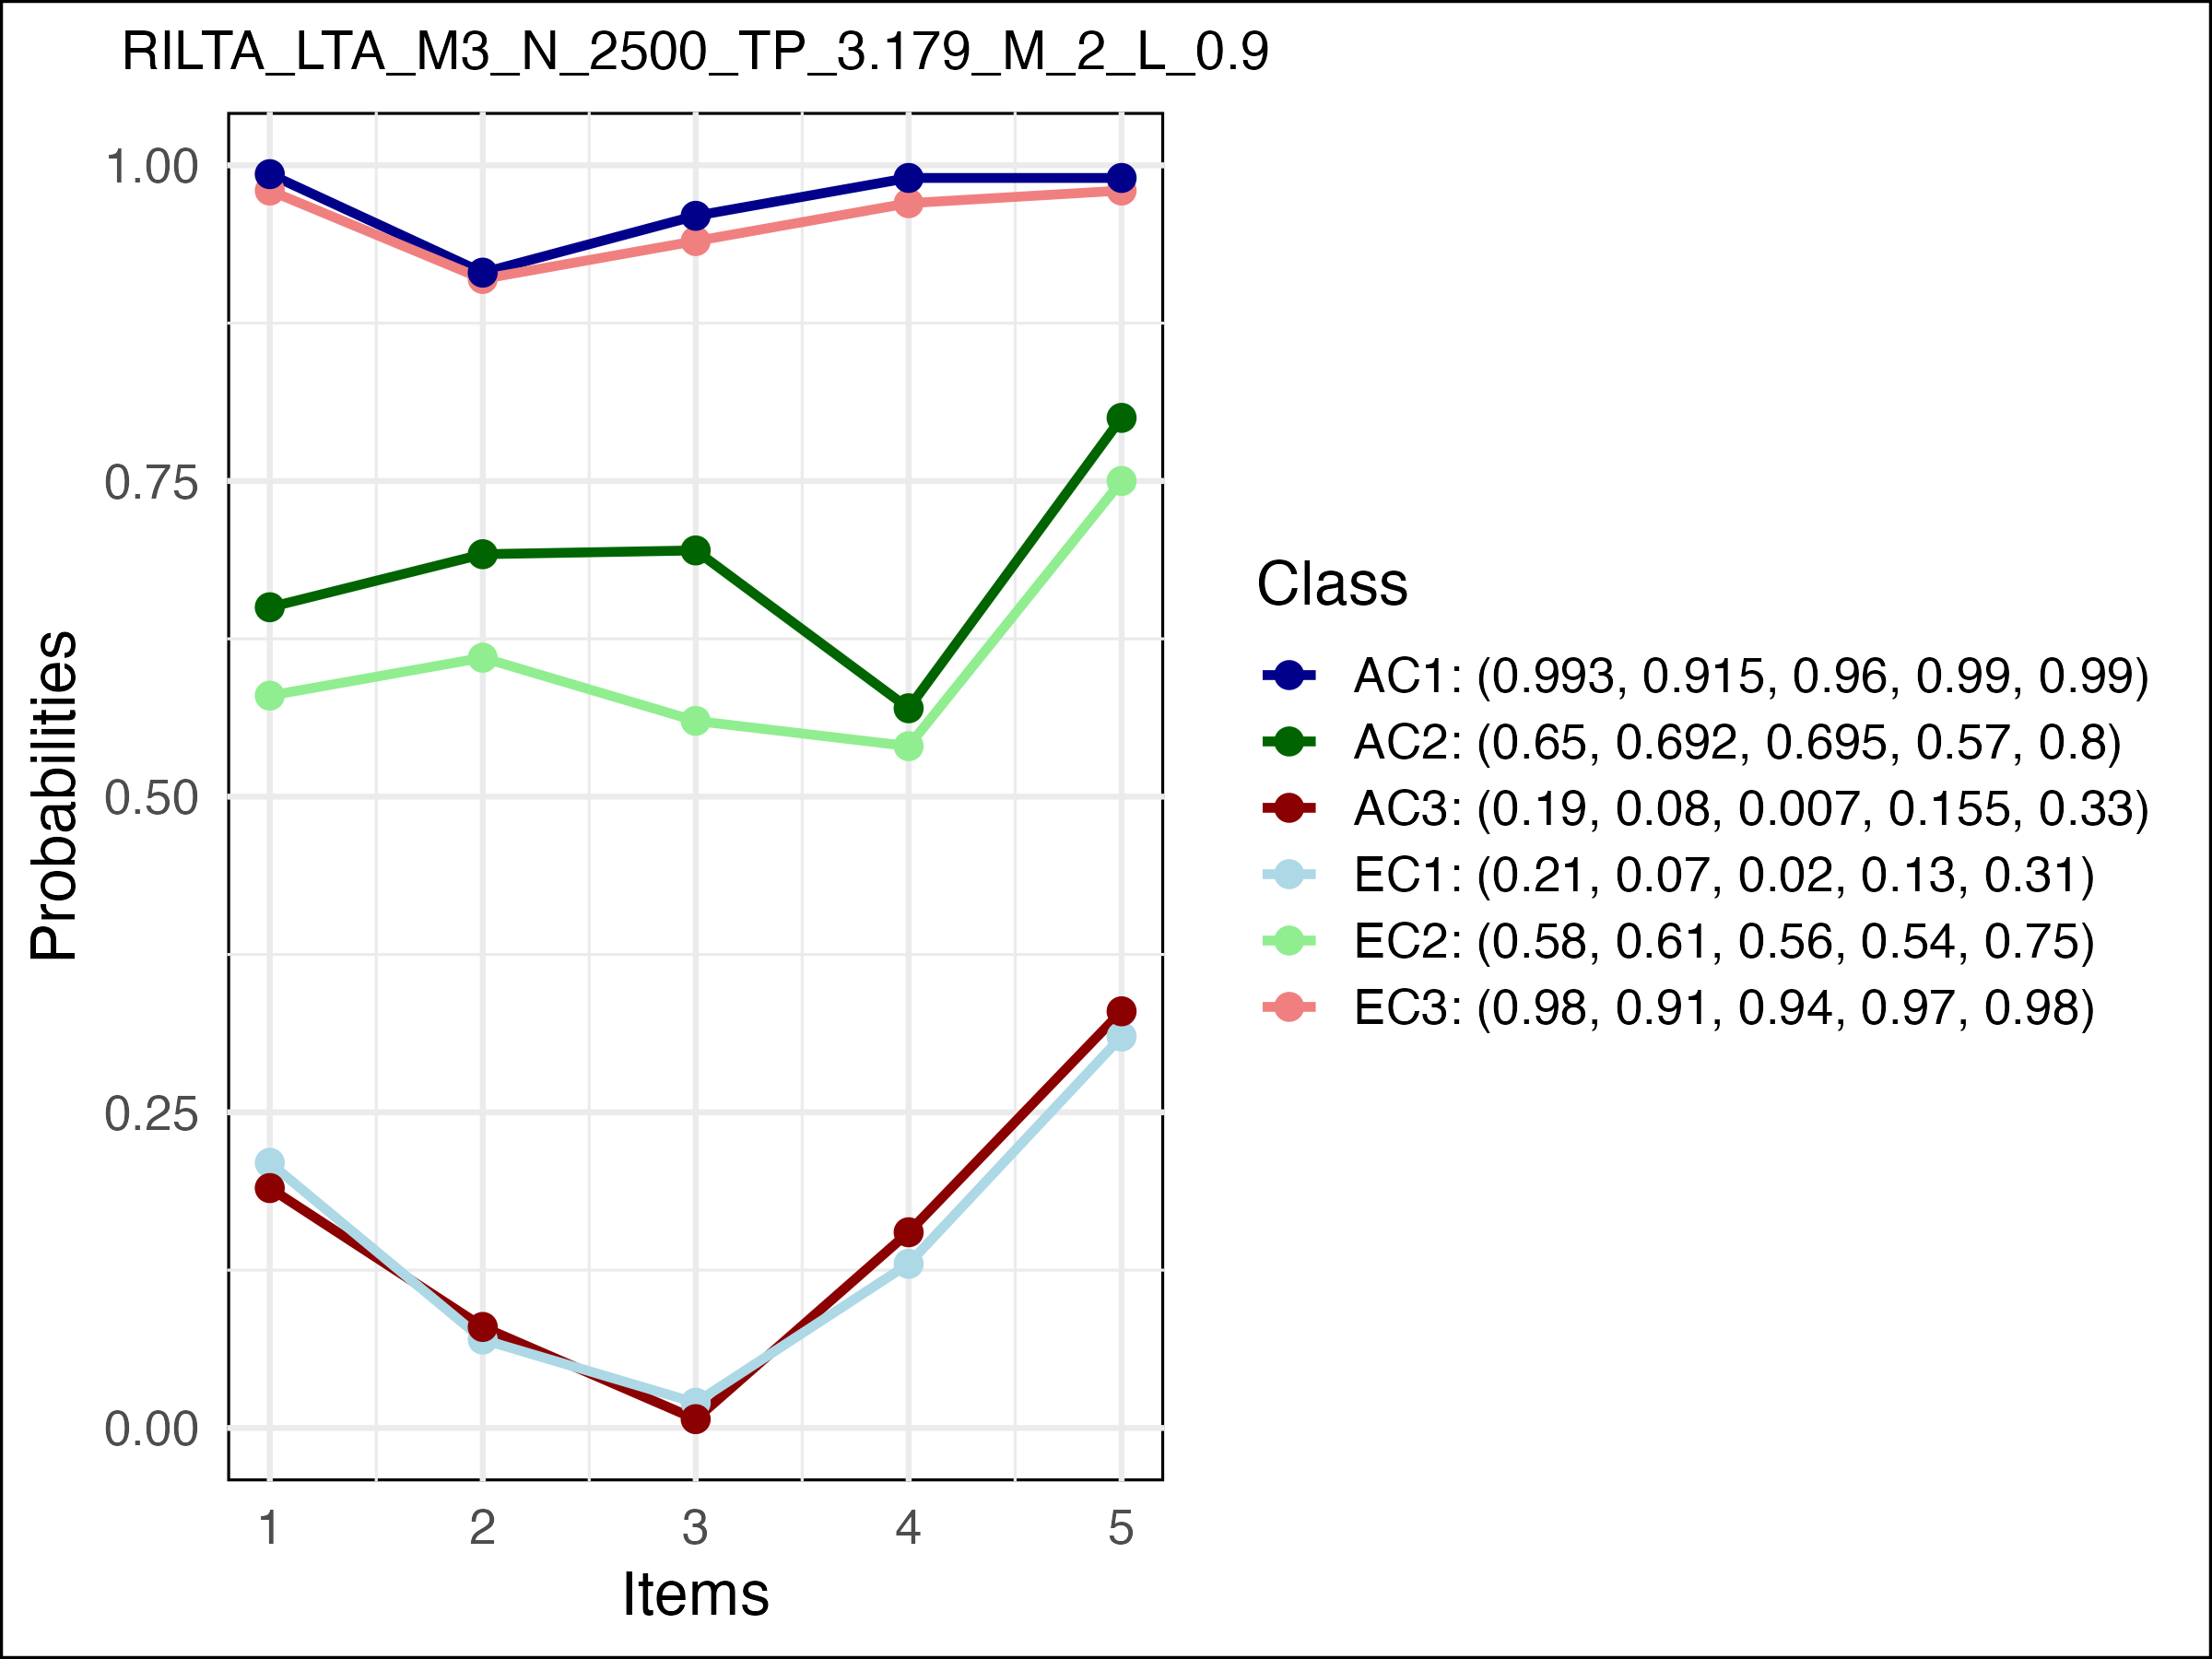 RILTA_LTA_M3_N_2500_TP_3.179_M_2_L_0.9
1.00
0.75
0.50
0.25
0.00
Probabilities
1 2 3 4 5
Items
Class
AC1: (0.993, 0.915, 0.96, 0.99, 0.99)
AC2: (0.65, 0.692, 0.695, 0.57, 0.8)
AC3: (0.19, 0.08, 0.007, 0.155, 0.33)
EC1: (0.21, 0.07, 0.02, 0.13, 0.31)
EC2: (0.58, 0.61, 0.56, 0.54, 0.75)
EC3: (0.98, 0.91, 0.94, 0.97, 0.98)